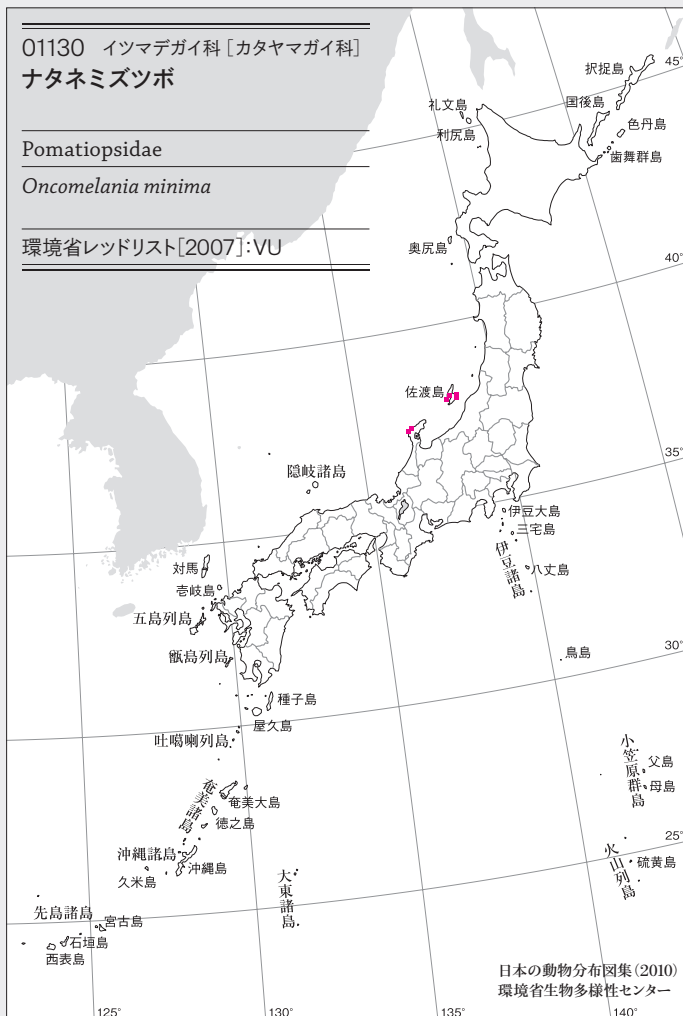 01130 イツマデガイ科 [カタヤマガイ科]
ナタネミズツボ
Pomatiopsidae
Oncomelania minima
環境省レッドリスト[2007]:VU
択捉島
45°
国後島
礼文島
色丹島
利尻島
歯舞群島
奥尻島
40°
佐渡島
35°
隠岐諸島
伊豆大島
三宅島
伊豆諸島
八丈島
対馬
壱岐島
五島列島
甑島列島
鳥島
30°
種子島
屋久島
吐噶喇列島
小笠原群島
父島
母島
奄美諸島
奄美大島
徳之島
25°
沖縄諸島
沖縄島
久米島
火山列島
硫黄島
大東諸島
先島諸島
宮古島
石垣島
西表島
日本の動物分布図集(2010)
環境省生物多様性センター
125°
130°
135°
140°